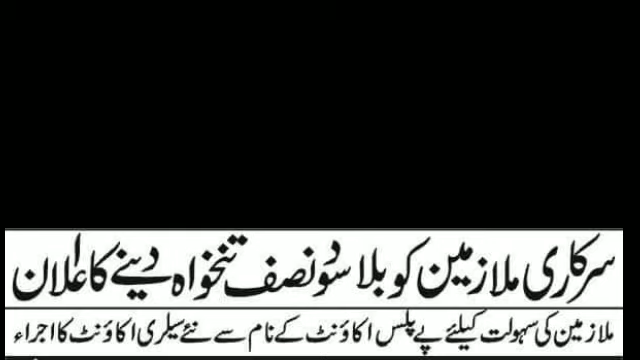 سرکاری ملازمین کو بلا سود نصف تنخواہ دینے کا اعلان
ملازمین کی سہولت کیلئے پے پلس اکاؤنٹ کے نام سے نئے سیلری اکاؤنٹ کا اجراء